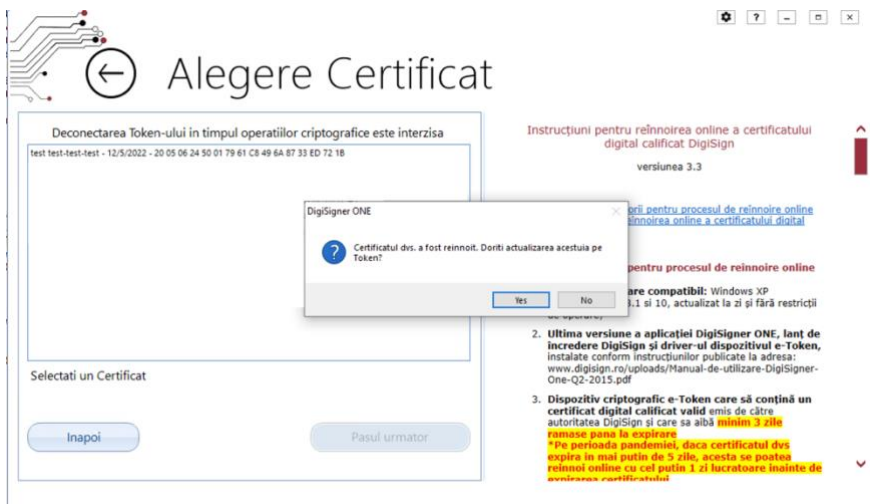 Alegere Certificat
Deconectarea Token-ului in timpul operatiilor criptografice este interzisa
test test-test-test - 12/5/2022 - 20 05 06 24 50 01 79 61 C8 49 6A 87 33 ED 72 1B
Selectati un Certificat
Inapoi
Pasul urmator
DigiSigner ONE
Certificatul dvs. a fost reinnoit. Doriti actualizarea acestuia pe
Token?
Yes
No
Instrucțiuni pentru reînnoirea online a certificatului
digital calificat DigiSign
versiunea 3.3
pentru procesul de reînnoire online
reînnoirea online a certificatului digital
pentru procesul de reinnoire online
compatibil: Windows XP
8.1 si 10, actualizat la zi și fără restricții
de operare;
2. Ultima versiune a aplicației DigiSigner ONE, lanț de
încredere DigiSign și driver-ul dispozitivul e-Token,
instalate conform instrucțiunilor publicate la adresa:
www.digisign.ro/uploads/Manual-de-utilizare-DigiSigner-
One-Q2-2015.pdf
3. Dispozitiv criptografic e-Token care să conțină un
certificat digital calificat valid emis de către
autoritatea DigiSign și care sa aibă minim 3 zile
ramase pana la expirare
*Pe perioada pandemiei, daca certificatul dvs
expira in mai putin de 5 zile, acesta se poatea
reinnoi online cu cel putin 1 zi lucratoare inainte de
expirarea certificatului